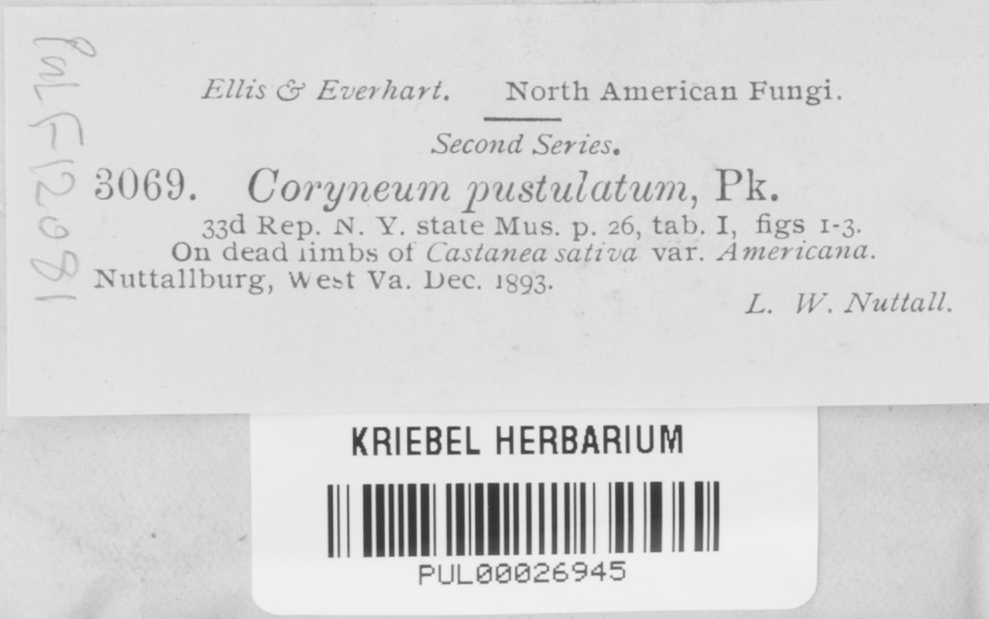 Ellis & Everhart. North American Fungi.
Second Series.
3069. Coryneum pustulatum, Pk.
33d Rep. N. Y. state Mus. p. 26, tab. I, figs 1-3.
On dead limbs of Castanea sativa var. Americana.
Nuttallburg, West Va. Dec. 1893.
L. W. Nuttall.
PUL F12981
KRIEBEL HERBARIUM
PUL00026945